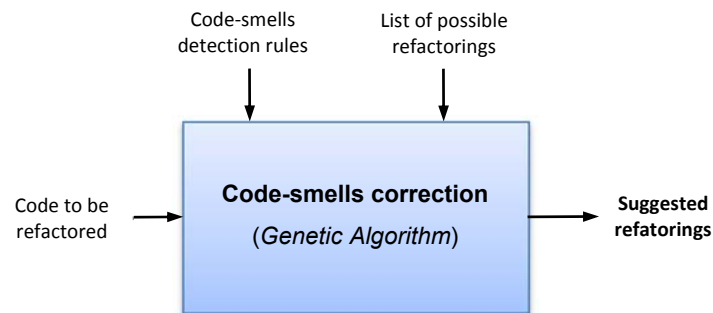 Code-smells
detection rules
List of possible
refactorings
Code to be
refactored
Code-smells correction
(Genetic Algorithm)
Suggested
refatorings